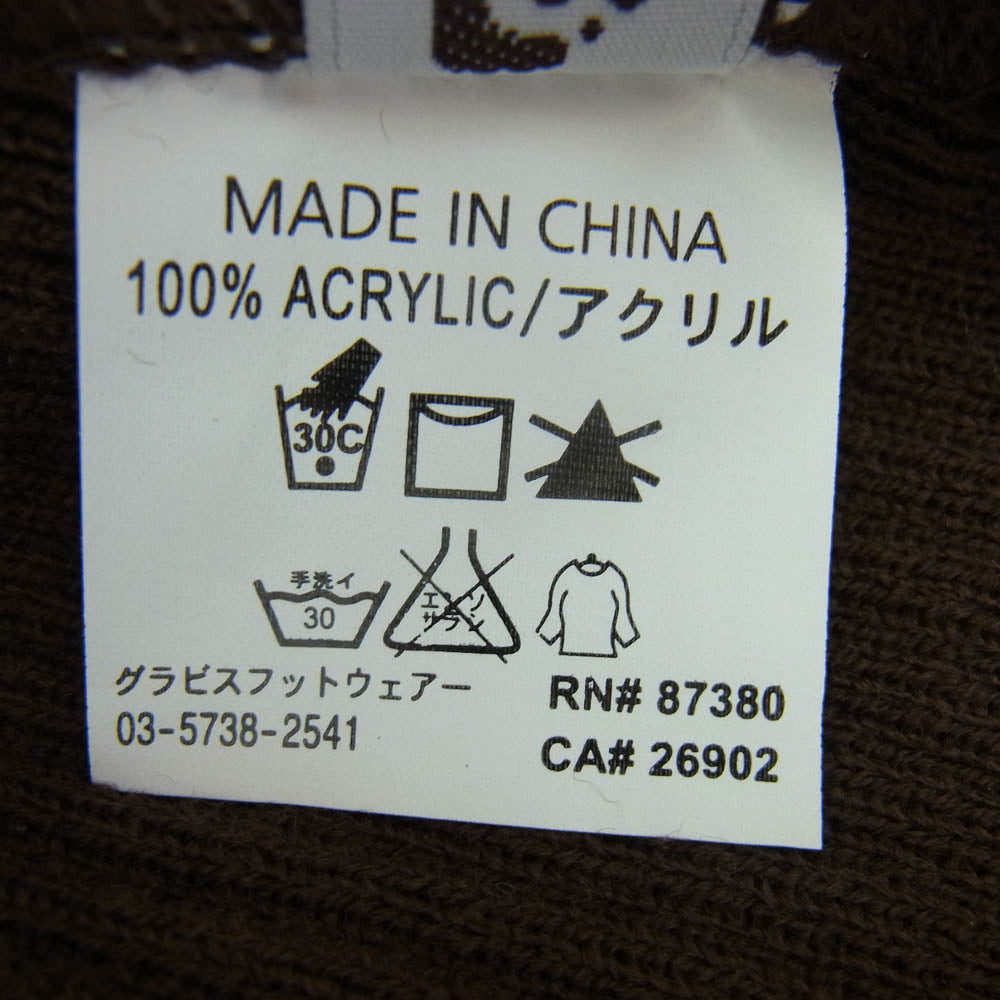 MADE IN CHINA
100% ACRYLIC/アクリル
30C
手洗イ
30
エンソ
サラシ
グラビスフットウェアー
03-5738-2541
RN# 87380
CA# 26902